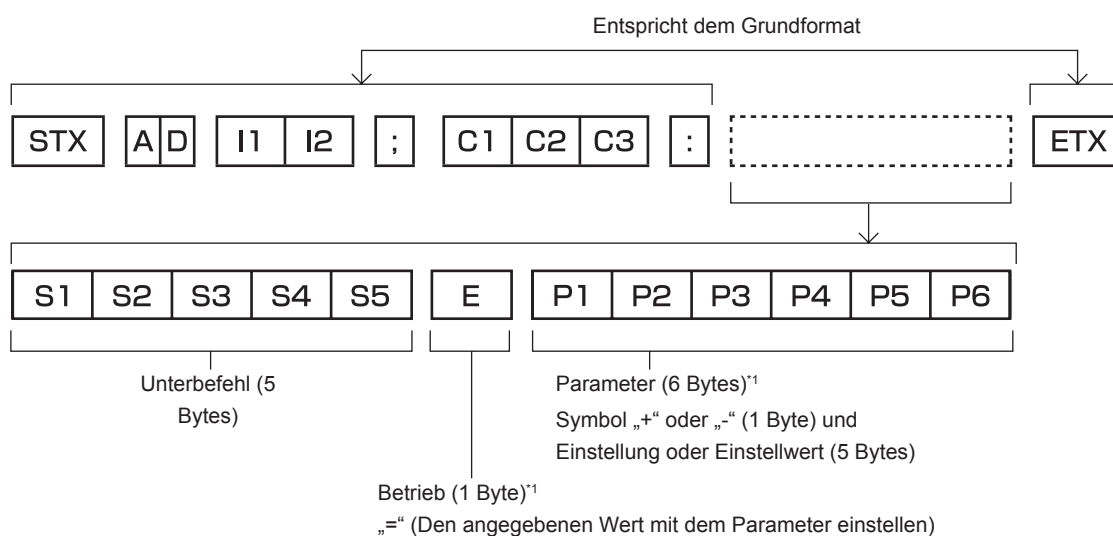 Entspricht dem Grundformat
STX A D I1 I2 ; C1 C2 C3 : ETX
S1 S2 S3 S4 S5 E P1 P2 P3 P4 P5 P6
Unterbefehl (5
Bytes)
Parameter (6 Bytes)*1
Symbol „+“ oder „-“ (1 Byte) und
Einstellung oder Einstellwert (5 Bytes)
Betrieb (1 Byte)*1
„=“ (Den angegebenen Wert mit dem Parameter einstellen)